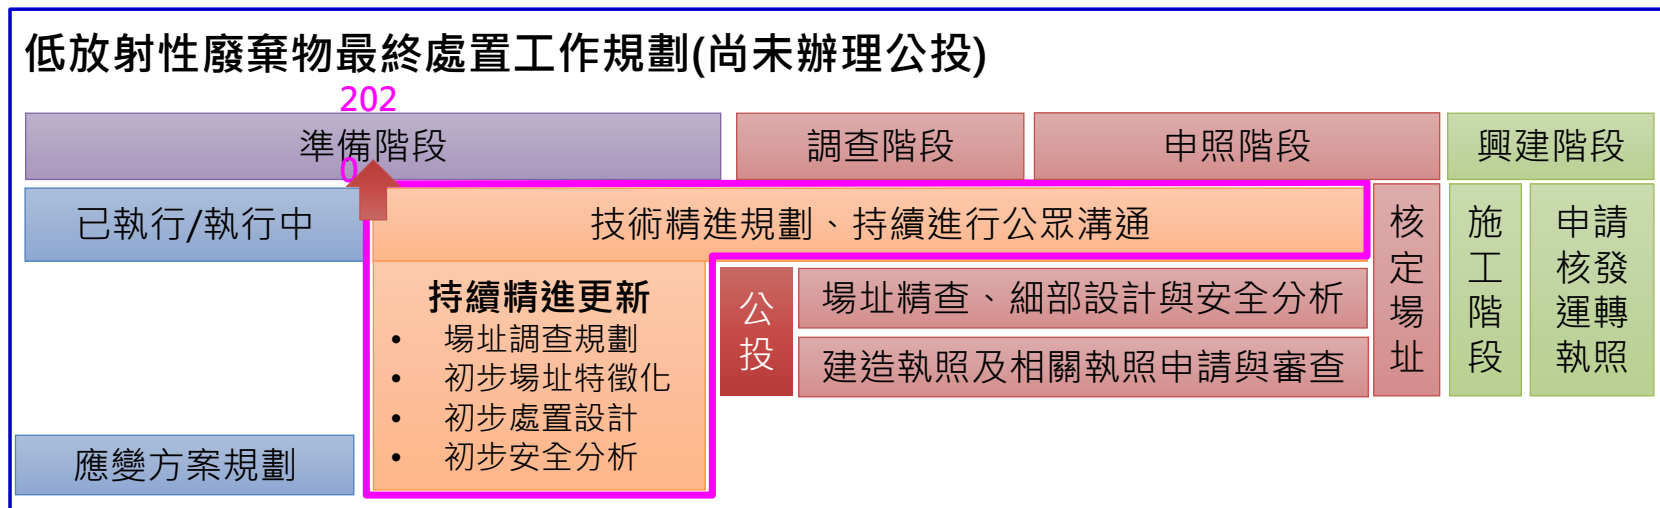 低放射性廢棄物最終處置工作規劃(尚未辦理公投)
202
0
準備階段
調查階段
申照階段
興建階段
已執行/執行中
技術精進規劃、持續進行公眾溝通
持續精進更新
• 場址調查規劃
• 初步場址特徵化
• 初步處置設計
• 初步安全分析
應變方案規劃
公
投
場址精查、細部設計與安全分析
建造執照及相關執照申請與審查
核
定
場
址
施
工
階
段
申請
核發
運轉
執照